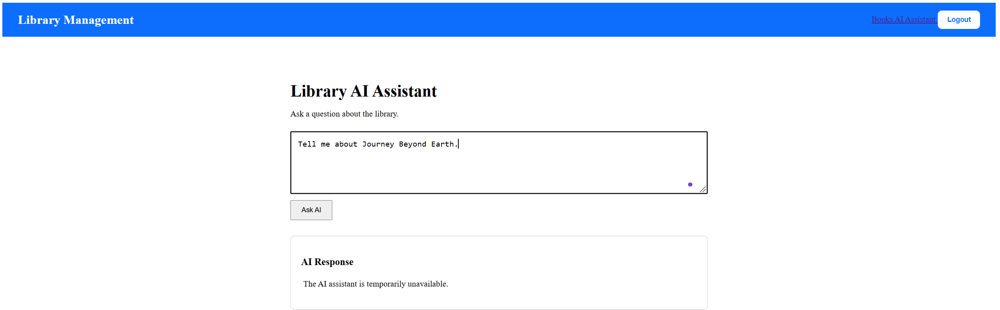 Library Management
Books AI Assistant Logout
Library AI Assistant
Ask a question about the library.
Tell me about Journey Beyond Earth.
Ask AI
AI Response
The AI assistant is temporarily unavailable.